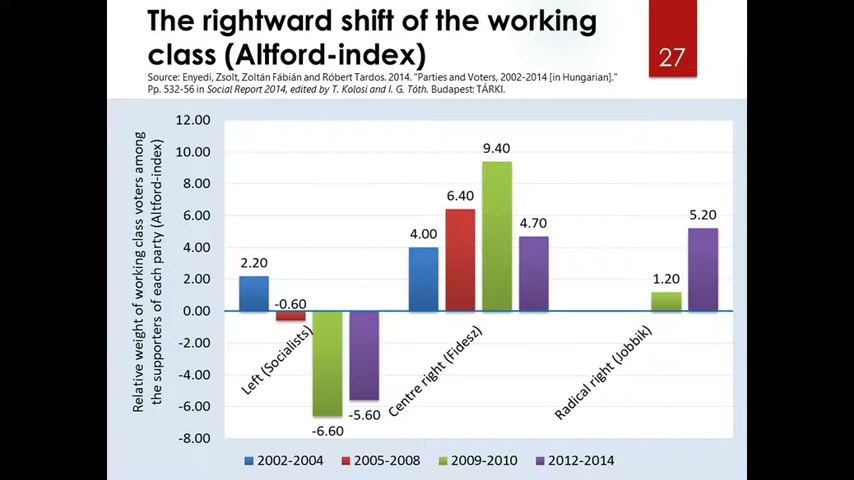 The rightward shift of the working
class (Altford-index)
27
Source: Enyedi, Zsolt, Zoltán Fábián and Róbert Tardos. 2014. "Parties and Voters, 2002-2014 [in Hungarian]."
Pp. 532-56 in Social Report 2014, edited by T. Kolosi and I. G. Tóth. Budapest: TÁRKI.
Relative weight of working class voters among
the supporters of each party (Altford-index)
12.00
10.00
8.00
6.00
4.00
2.00
0.00
-2.00
-4.00
-6.00
-8.00
2.20
-0.60
-6.60
-5.60
4.00
6.40
9.40
4.70
1.20
5.20
Left (Socialists)
Centre right (Fidesz)
Radical right (Jobbik)
2002-2004
2005-2008
2009-2010
2012-2014